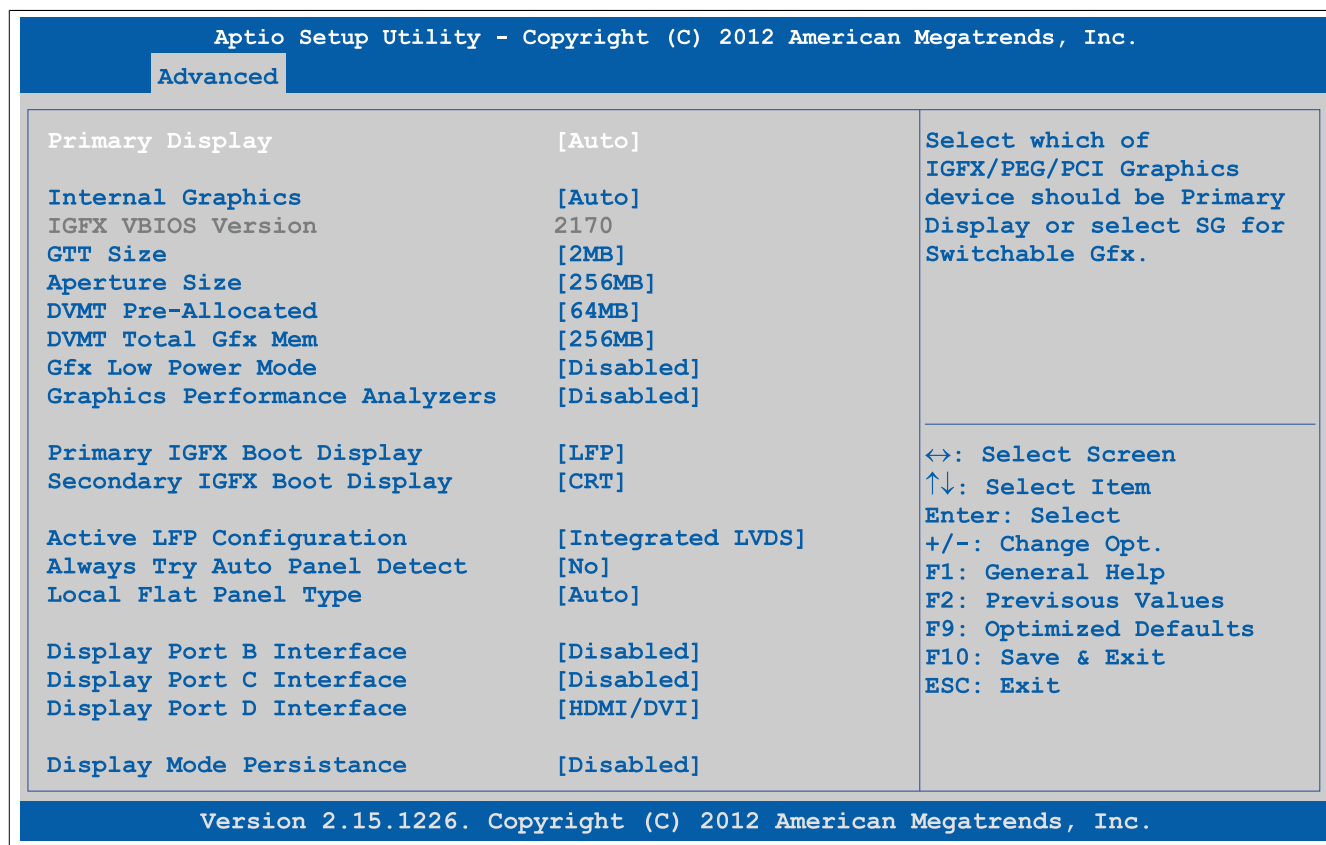 Aptio Setup Utility - Copyright (C) 2012 American Megatrends, Inc.
Advanced
Primary Display [Auto]
Internal Graphics [Auto]
IGFX VBIOS Version 2170
GTT Size [2MB]
Aperture Size [256MB]
DVMT Pre-Allocated [64MB]
DVMT Total Gfx Mem [256MB]
Gfx Low Power Mode [Disabled]
Graphics Performance Analyzers [Disabled]
Primary IGFX Boot Display [LFP]
Secondary IGFX Boot Display [CRT]
Active LFP Configuration [Integrated LVDS]
Always Try Auto Panel Detect [No]
Local Flat Panel Type [Auto]
Display Port B Interface [Disabled]
Display Port C Interface [Disabled]
Display Port D Interface [HDMI/DVI]
Display Mode Persistance [Disabled]
Select which of
IGFX/PEG/PCI Graphics
device should be Primary
Display or select SG for
Switchable Gfx.
↔: Select Screen
↑↓: Select Item
Enter: Select
+/-: Change Opt.
F1: General Help
F2: Previsous Values
F9: Optimized Defaults
F10: Save & Exit
ESC: Exit
Version 2.15.1226. Copyright (C) 2012 American Megatrends, Inc.